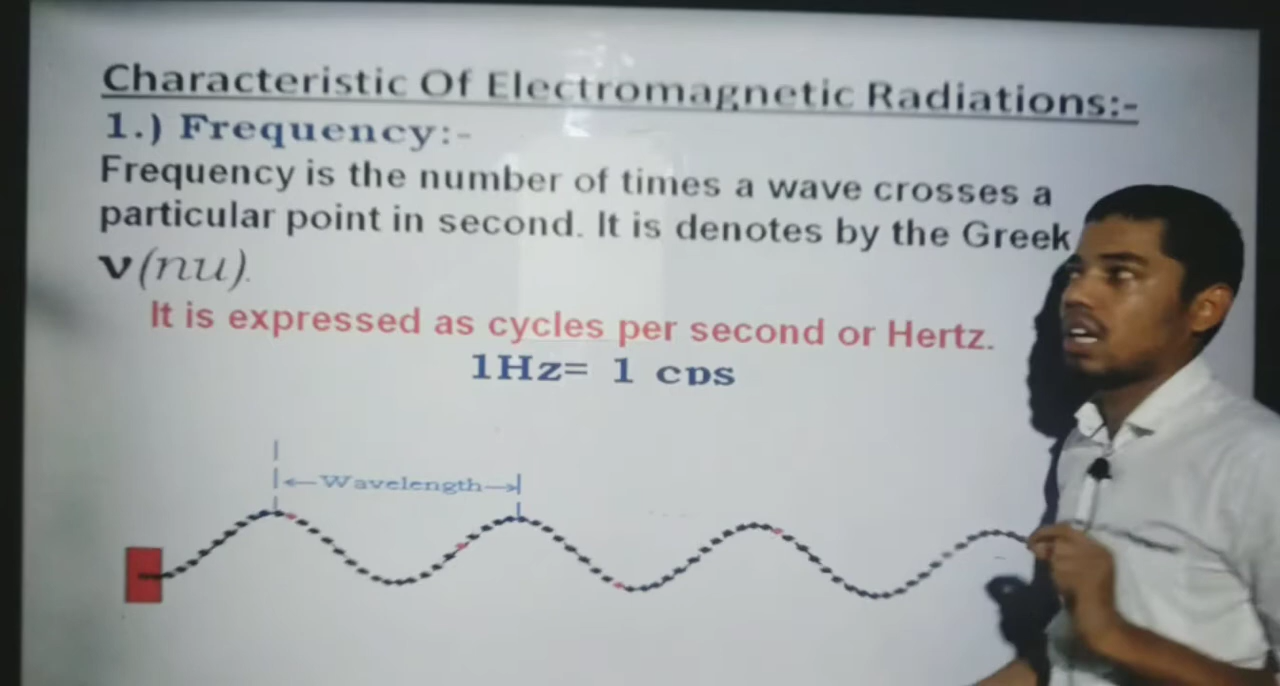 Characteristic Of Electromagnetic Radiations:-
1.) Frequency:-
Frequency is the number of times a wave crosses a
particular point in second. It is denotes by the Greek
ν(nu).
It is expressed as cycles per second or Hertz.
1Hz= 1 cps
Wavelength